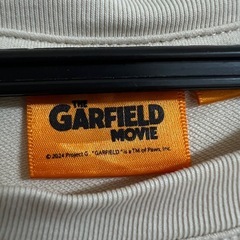 THE
GARFIELD
MOVIE
© 2024 Project G "GARFIELD" is a TM of Paws, Inc.